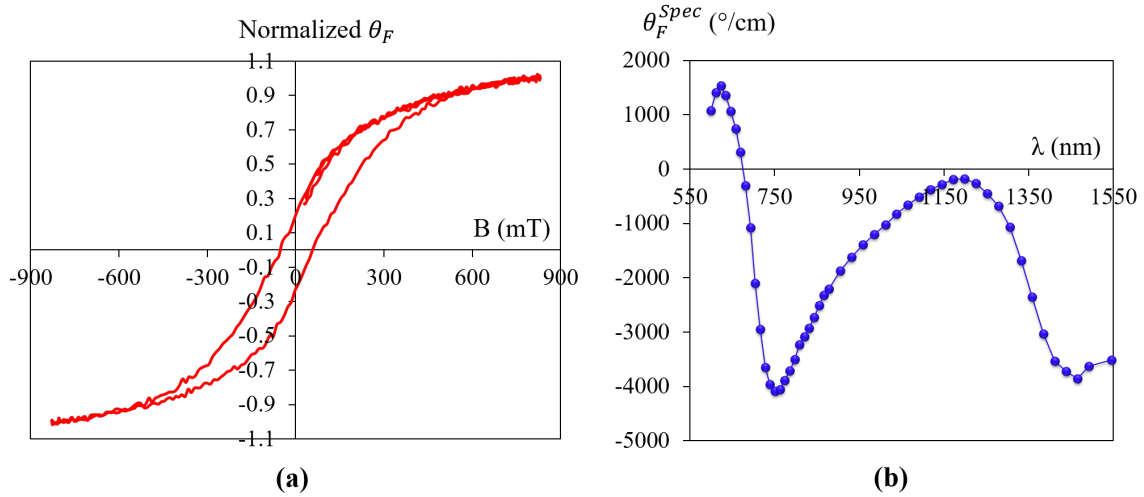 Normalized θF
1.1
0.9
0.7
0.5
0.3
0.1
-0.1
-0.3
-0.5
-0.7
-0.9
-1.1
B (mT)
-900 -600 -300 0 300 600 900
(a)
θF^Spec (°/cm)
2000
1000
0
-1000
-2000
-3000
-4000
-5000
λ (nm)
550 750 950 1150 1350 1550
(b)